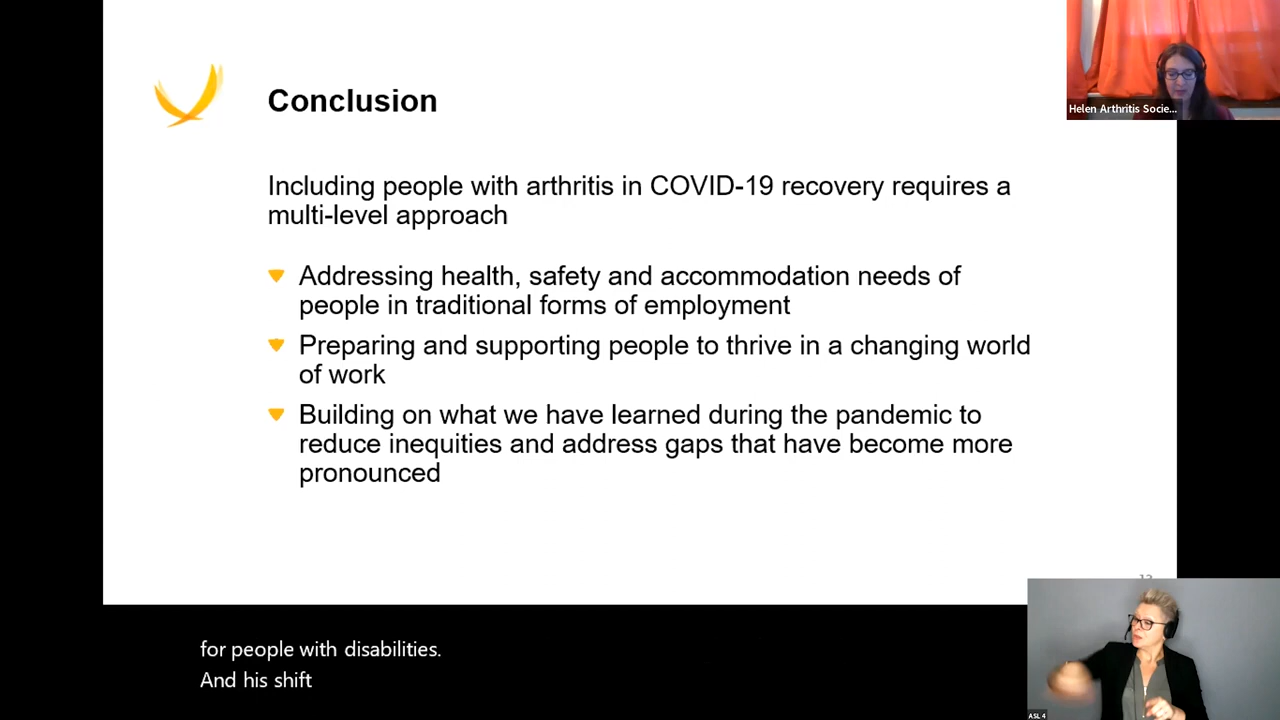 Conclusion
Including people with arthritis in COVID-19 recovery requires a
multi-level approach
Addressing health, safety and accommodation needs of
people in traditional forms of employment
Preparing and supporting people to thrive in a changing world
of work
Building on what we have learned during the pandemic to
reduce inequities and address gaps that have become more
pronounced
Helen Arthritis Socie...
for people with disabilities.
And his shift
ASL 4